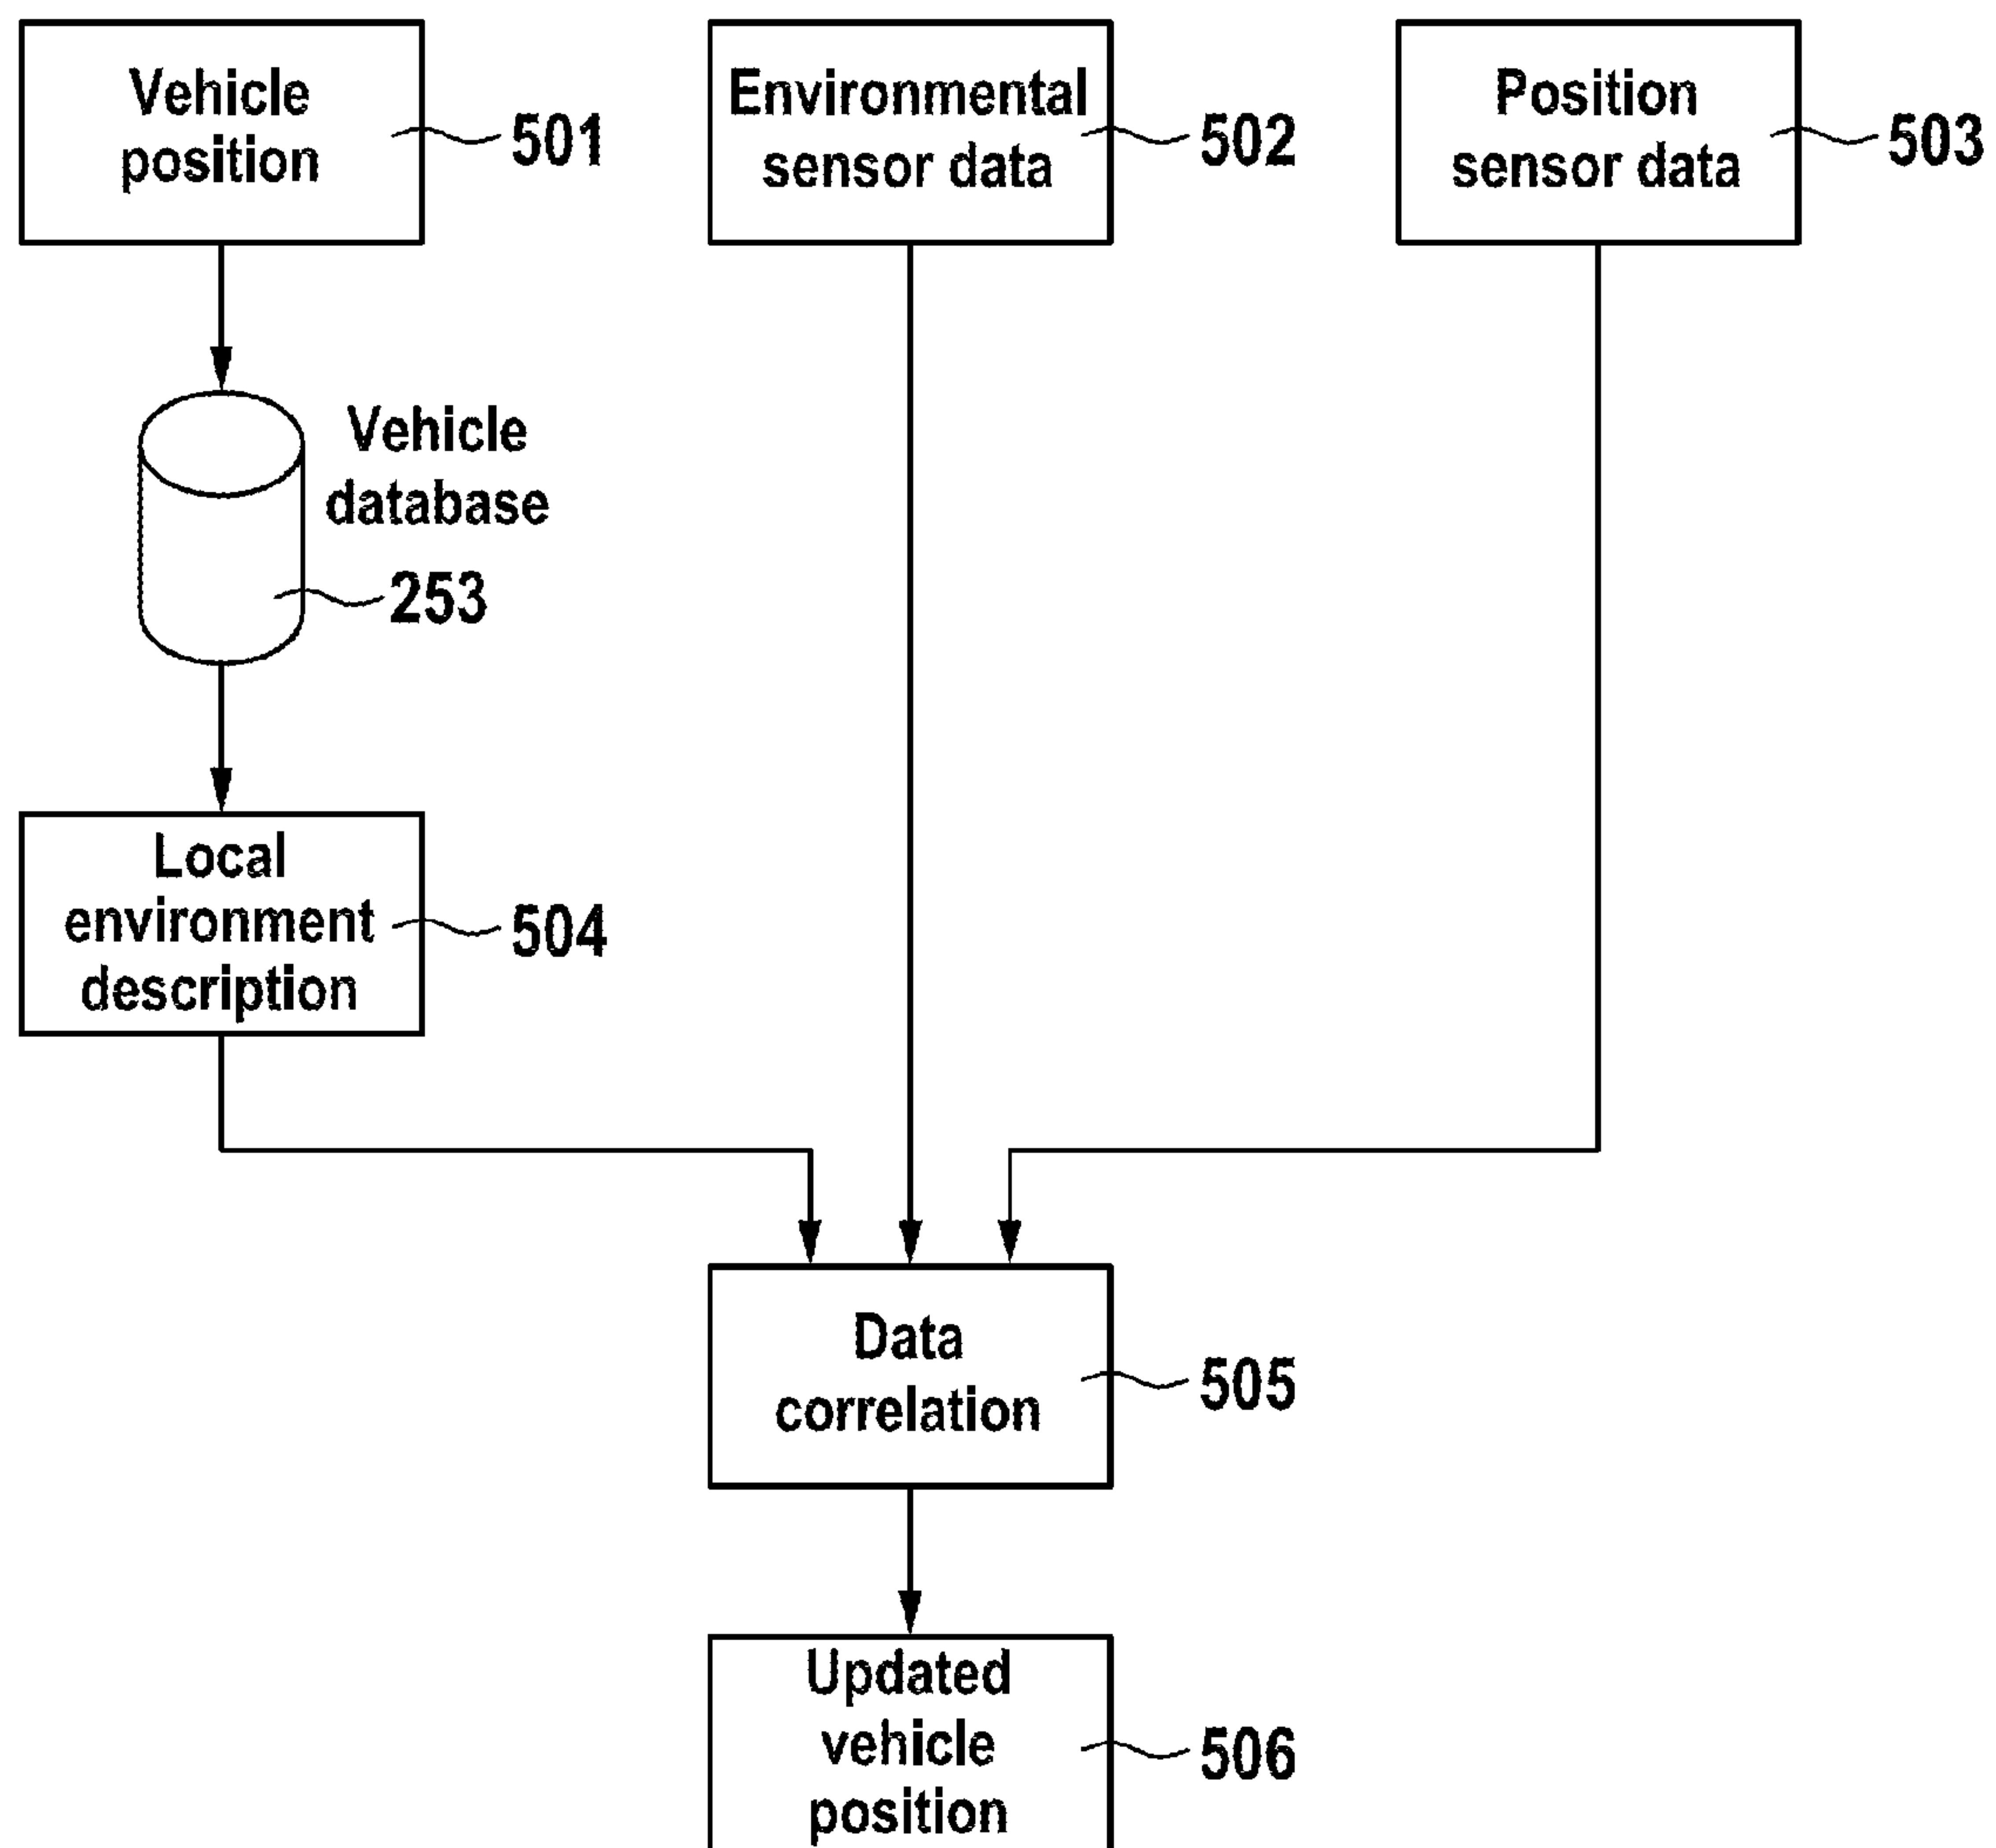 Vehicle
position
501
Environmental
sensor data
502
Position
sensor data
503
Vehicle
database
253
Local
environment
description
504
Data
correlation
505
Updated
vehicle
position
506